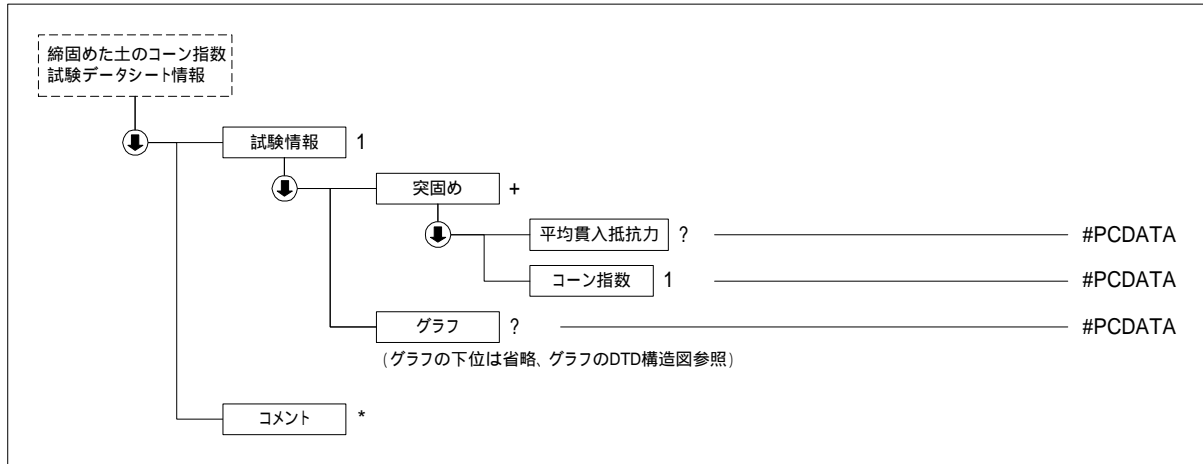 締固めた土のコーン指数
試験データシート情報
試験情報 1
突固め +
平均貫入抵抗力 ? #PCDATA
コーン指数 1 #PCDATA
グラフ ? #PCDATA
(グラフの下位は省略、グラフのDTD構造図参照)
コメント *